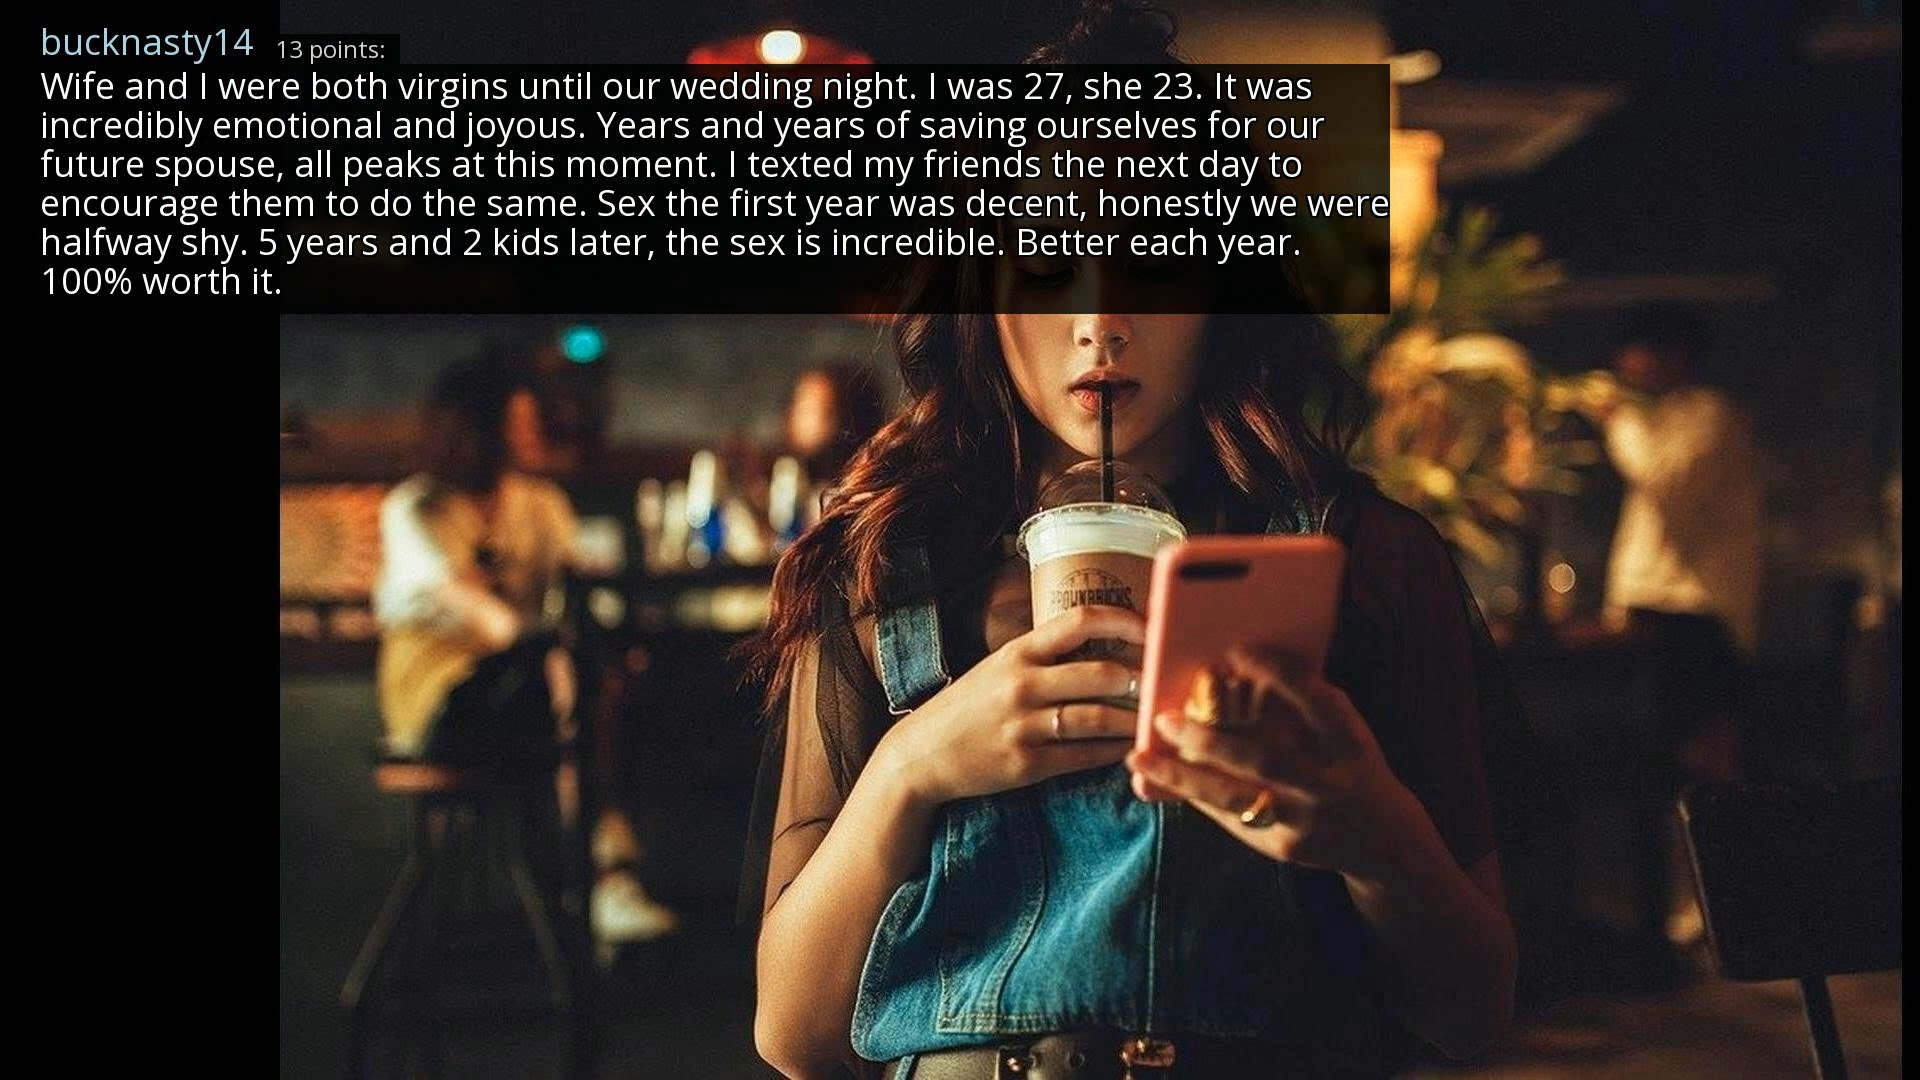 bucknasty14 13 points:
Wife and I were both virgins until our wedding night. I was 27, she 23. It was
incredibly emotional and joyous. Years and years of saving ourselves for our
future spouse, all peaks at this moment. I texted my friends the next day to
encourage them to do the same. Sex the first year was decent, honestly we were
halfway shy. 5 years and 2 kids later, the sex is incredible. Better each year.
100% worth it.